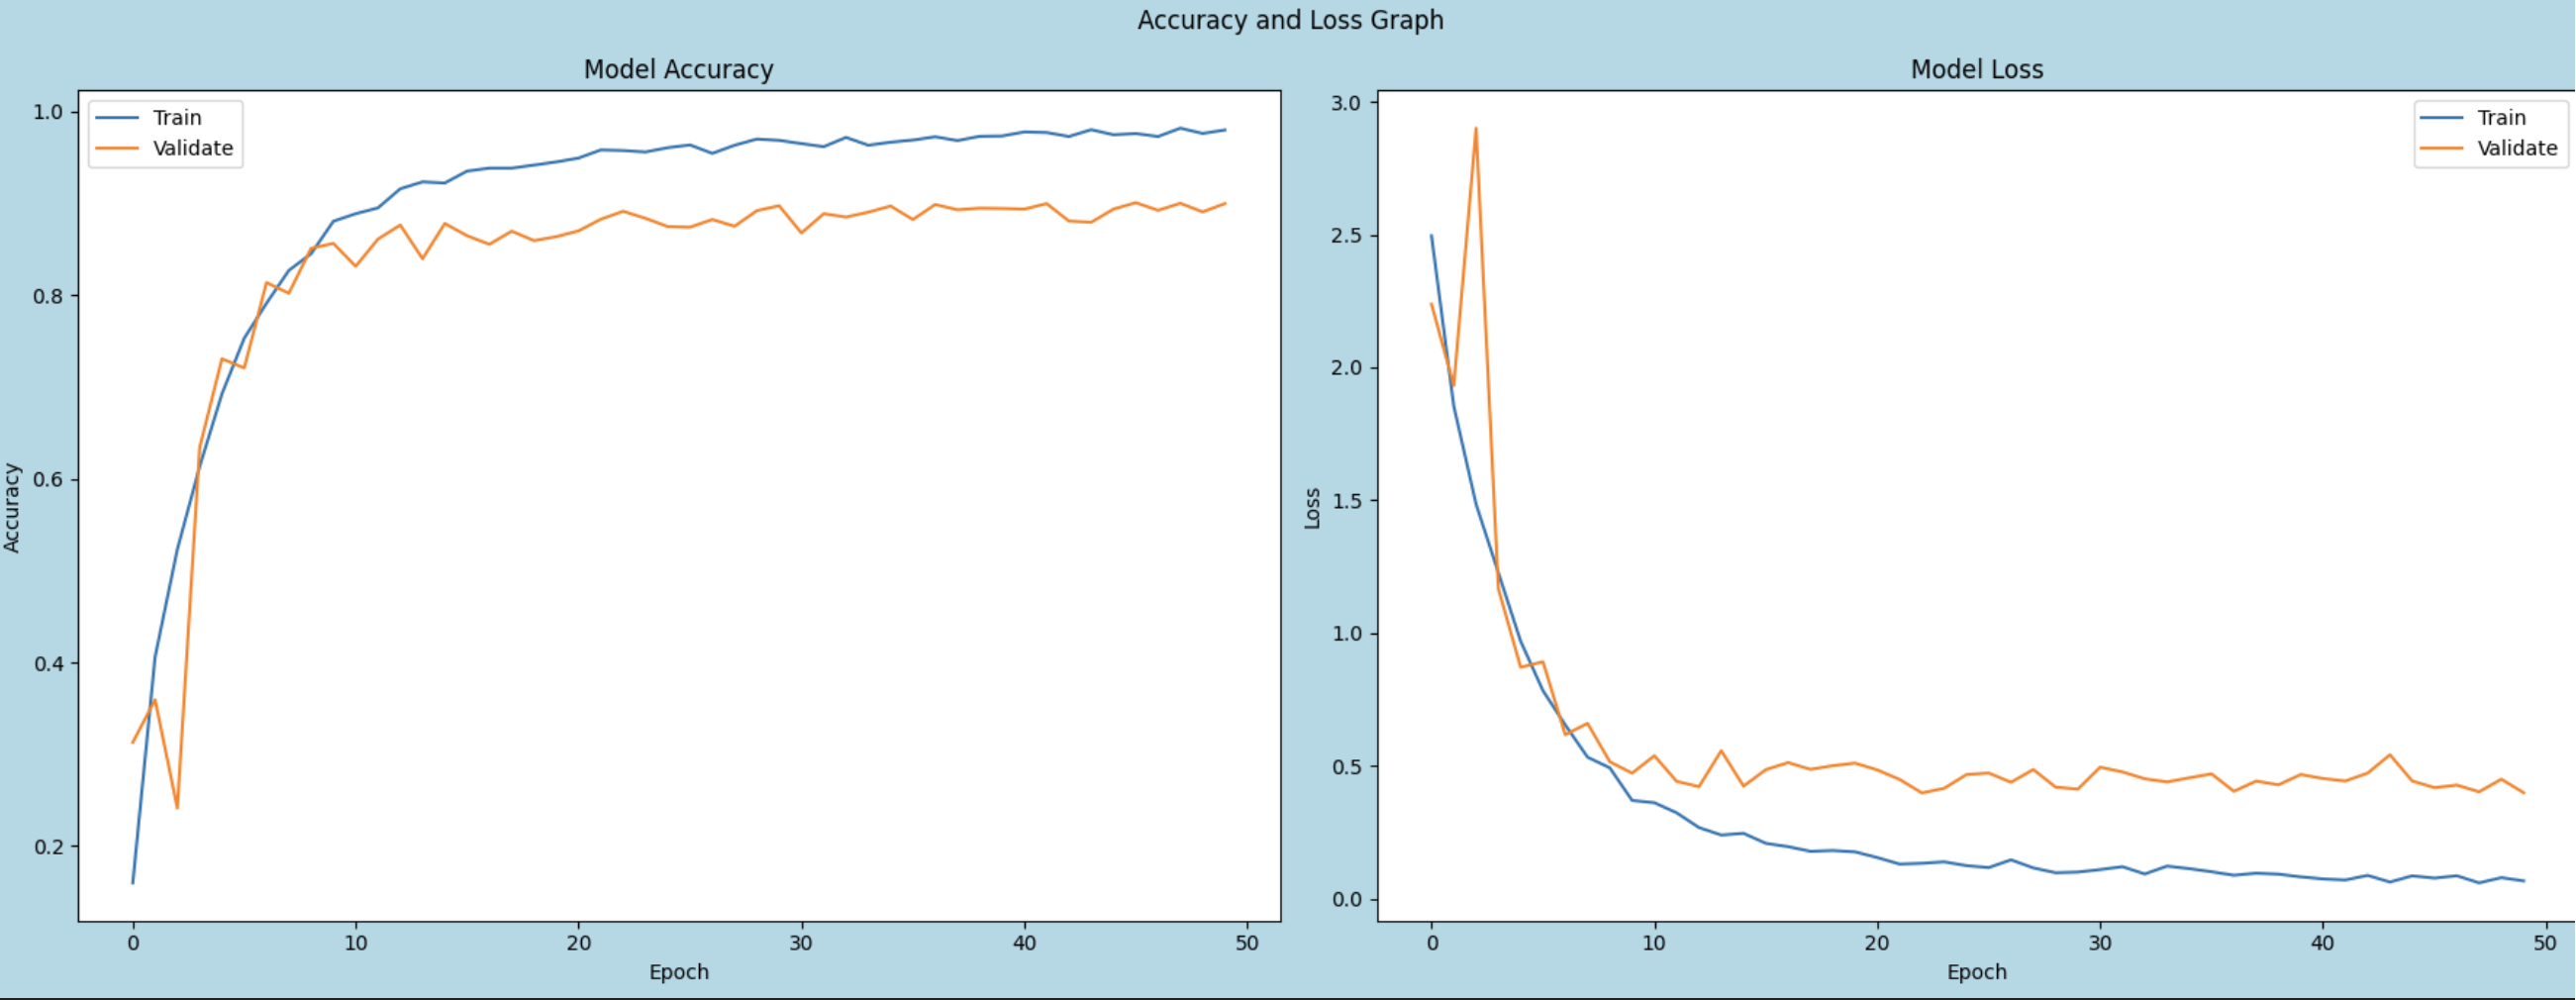 Accuracy and Loss Graph
Model Accuracy
Train
Validate
1.0
0.8
0.6
0.4
0.2
Accuracy
0 10 20 30 40 50
Epoch
Model Loss
Train
Validate
3.0
2.5
2.0
1.5
1.0
0.5
0.0
Loss
0 10 20 30 40 50
Epoch